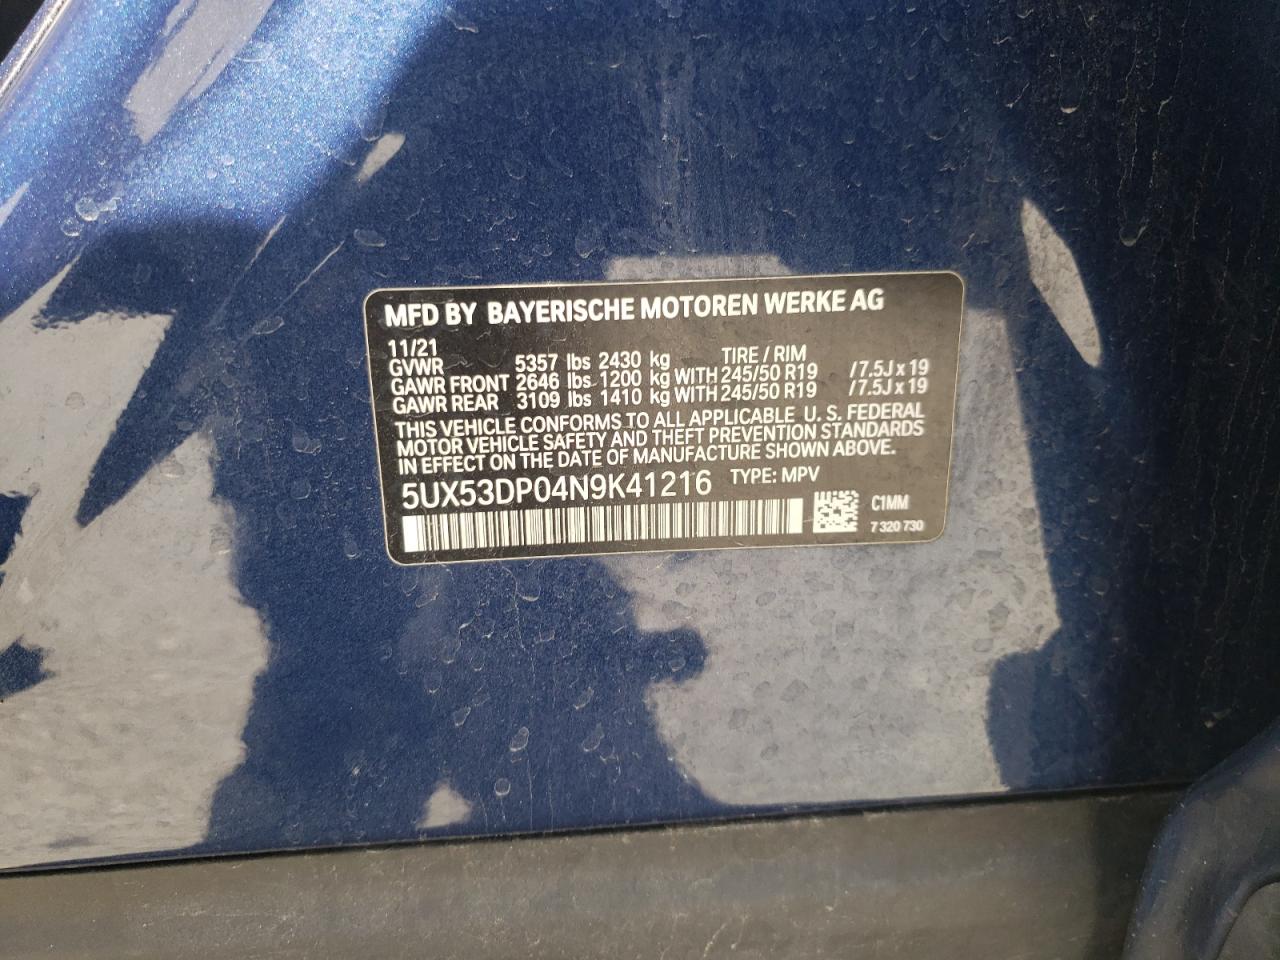 MFD BY BAYERISCHE MOTOREN WERKE AG
11/21
GVWR 5357 lbs 2430 kg TIRE / RIM
GAWR FRONT 2646 lbs 1200 kg WITH 245/50 R19 /7.5J x 19
GAWR REAR 3109 lbs 1410 kg WITH 245/50 R19 /7.5J x 19
THIS VEHICLE CONFORMS TO ALL APPLICABLE U. S. FEDERAL
MOTOR VEHICLE SAFETY AND THEFT PREVENTION STANDARDS
IN EFFECT ON THE DATE OF MANUFACTURE SHOWN ABOVE.
5UX53DP04N9K41216 TYPE: MPV
C1MM
7 320 730